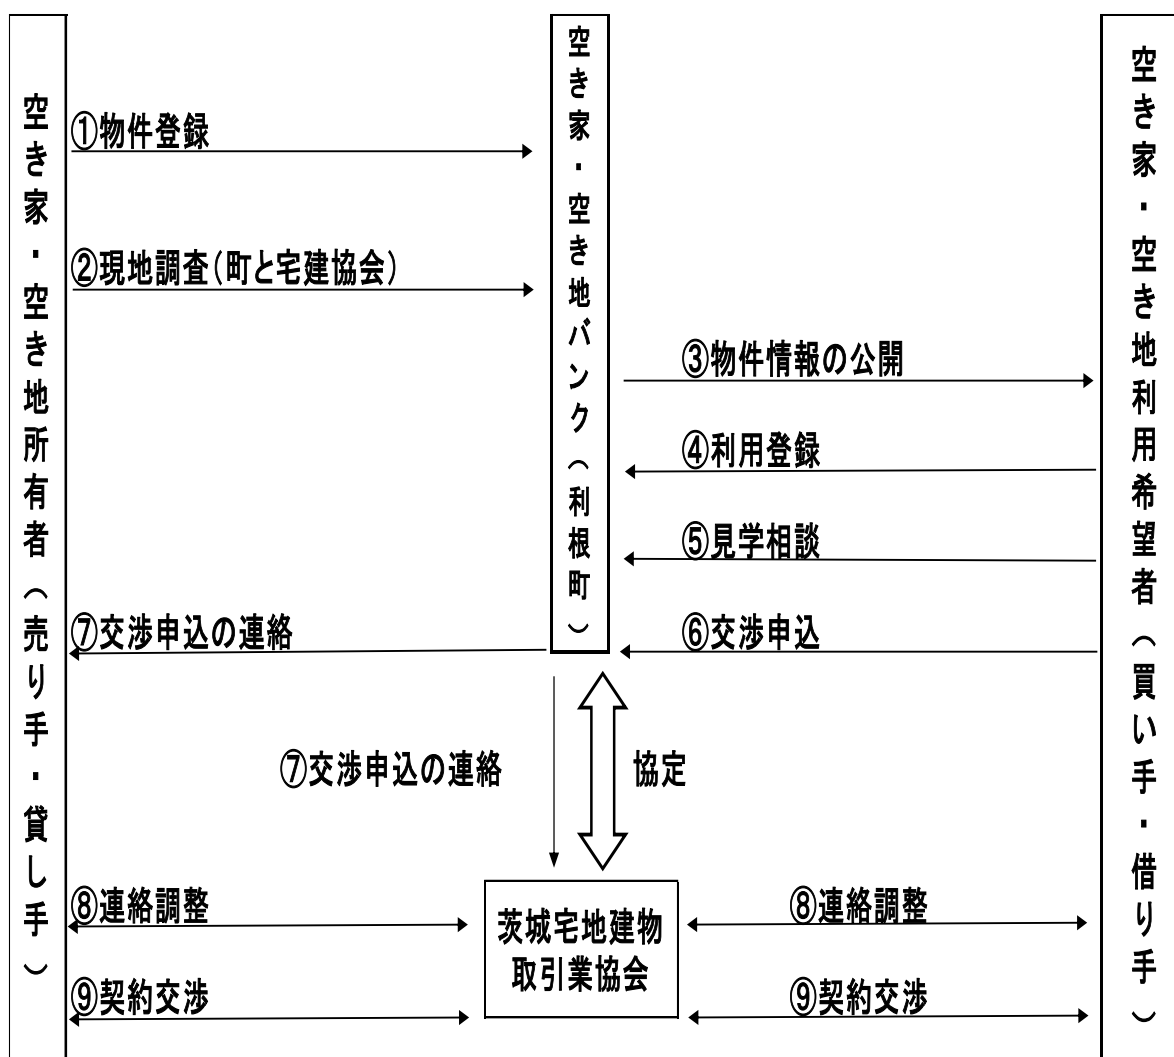 空き家・空き地所有者（売り手・貸し手）
空き家・空き地バンク（利根町）
空き家・空き地利用希望者（買い手・借り手）
①物件登録
②現地調査（町と宅建協会）
③物件情報の公開
④利用登録
⑤見学相談
⑥交渉申込
⑦交渉申込の連絡
⑦交渉申込の連絡
協定
茨城宅地建物
取引業協会
⑧連絡調整
⑧連絡調整
⑨契約交渉
⑨契約交渉